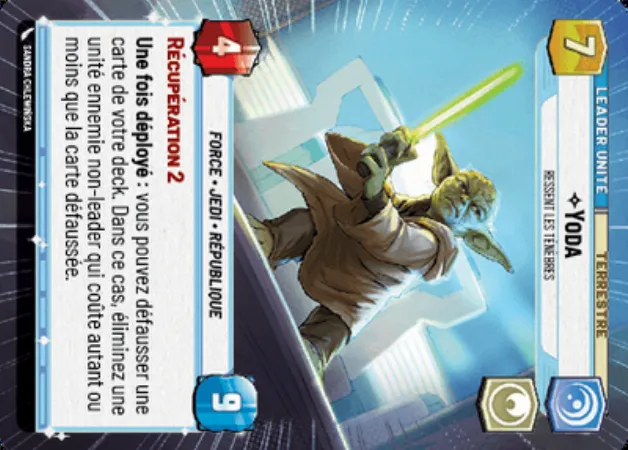 7
LEADER UNITÉ
TERRESTRE
YODA
RESSENT LES TÉNÈBRES
4
FORCE • JEDI • RÉPUBLIQUE
9
RÉCUPÉRATION 2
Une fois déployé : vous pouvez défausser une
carte de votre deck. Dans ce cas, éliminez une
unité ennemie non-leader qui coûte autant ou
moins que la carte défaussée.
SANDRA CHLEWIŃSKA